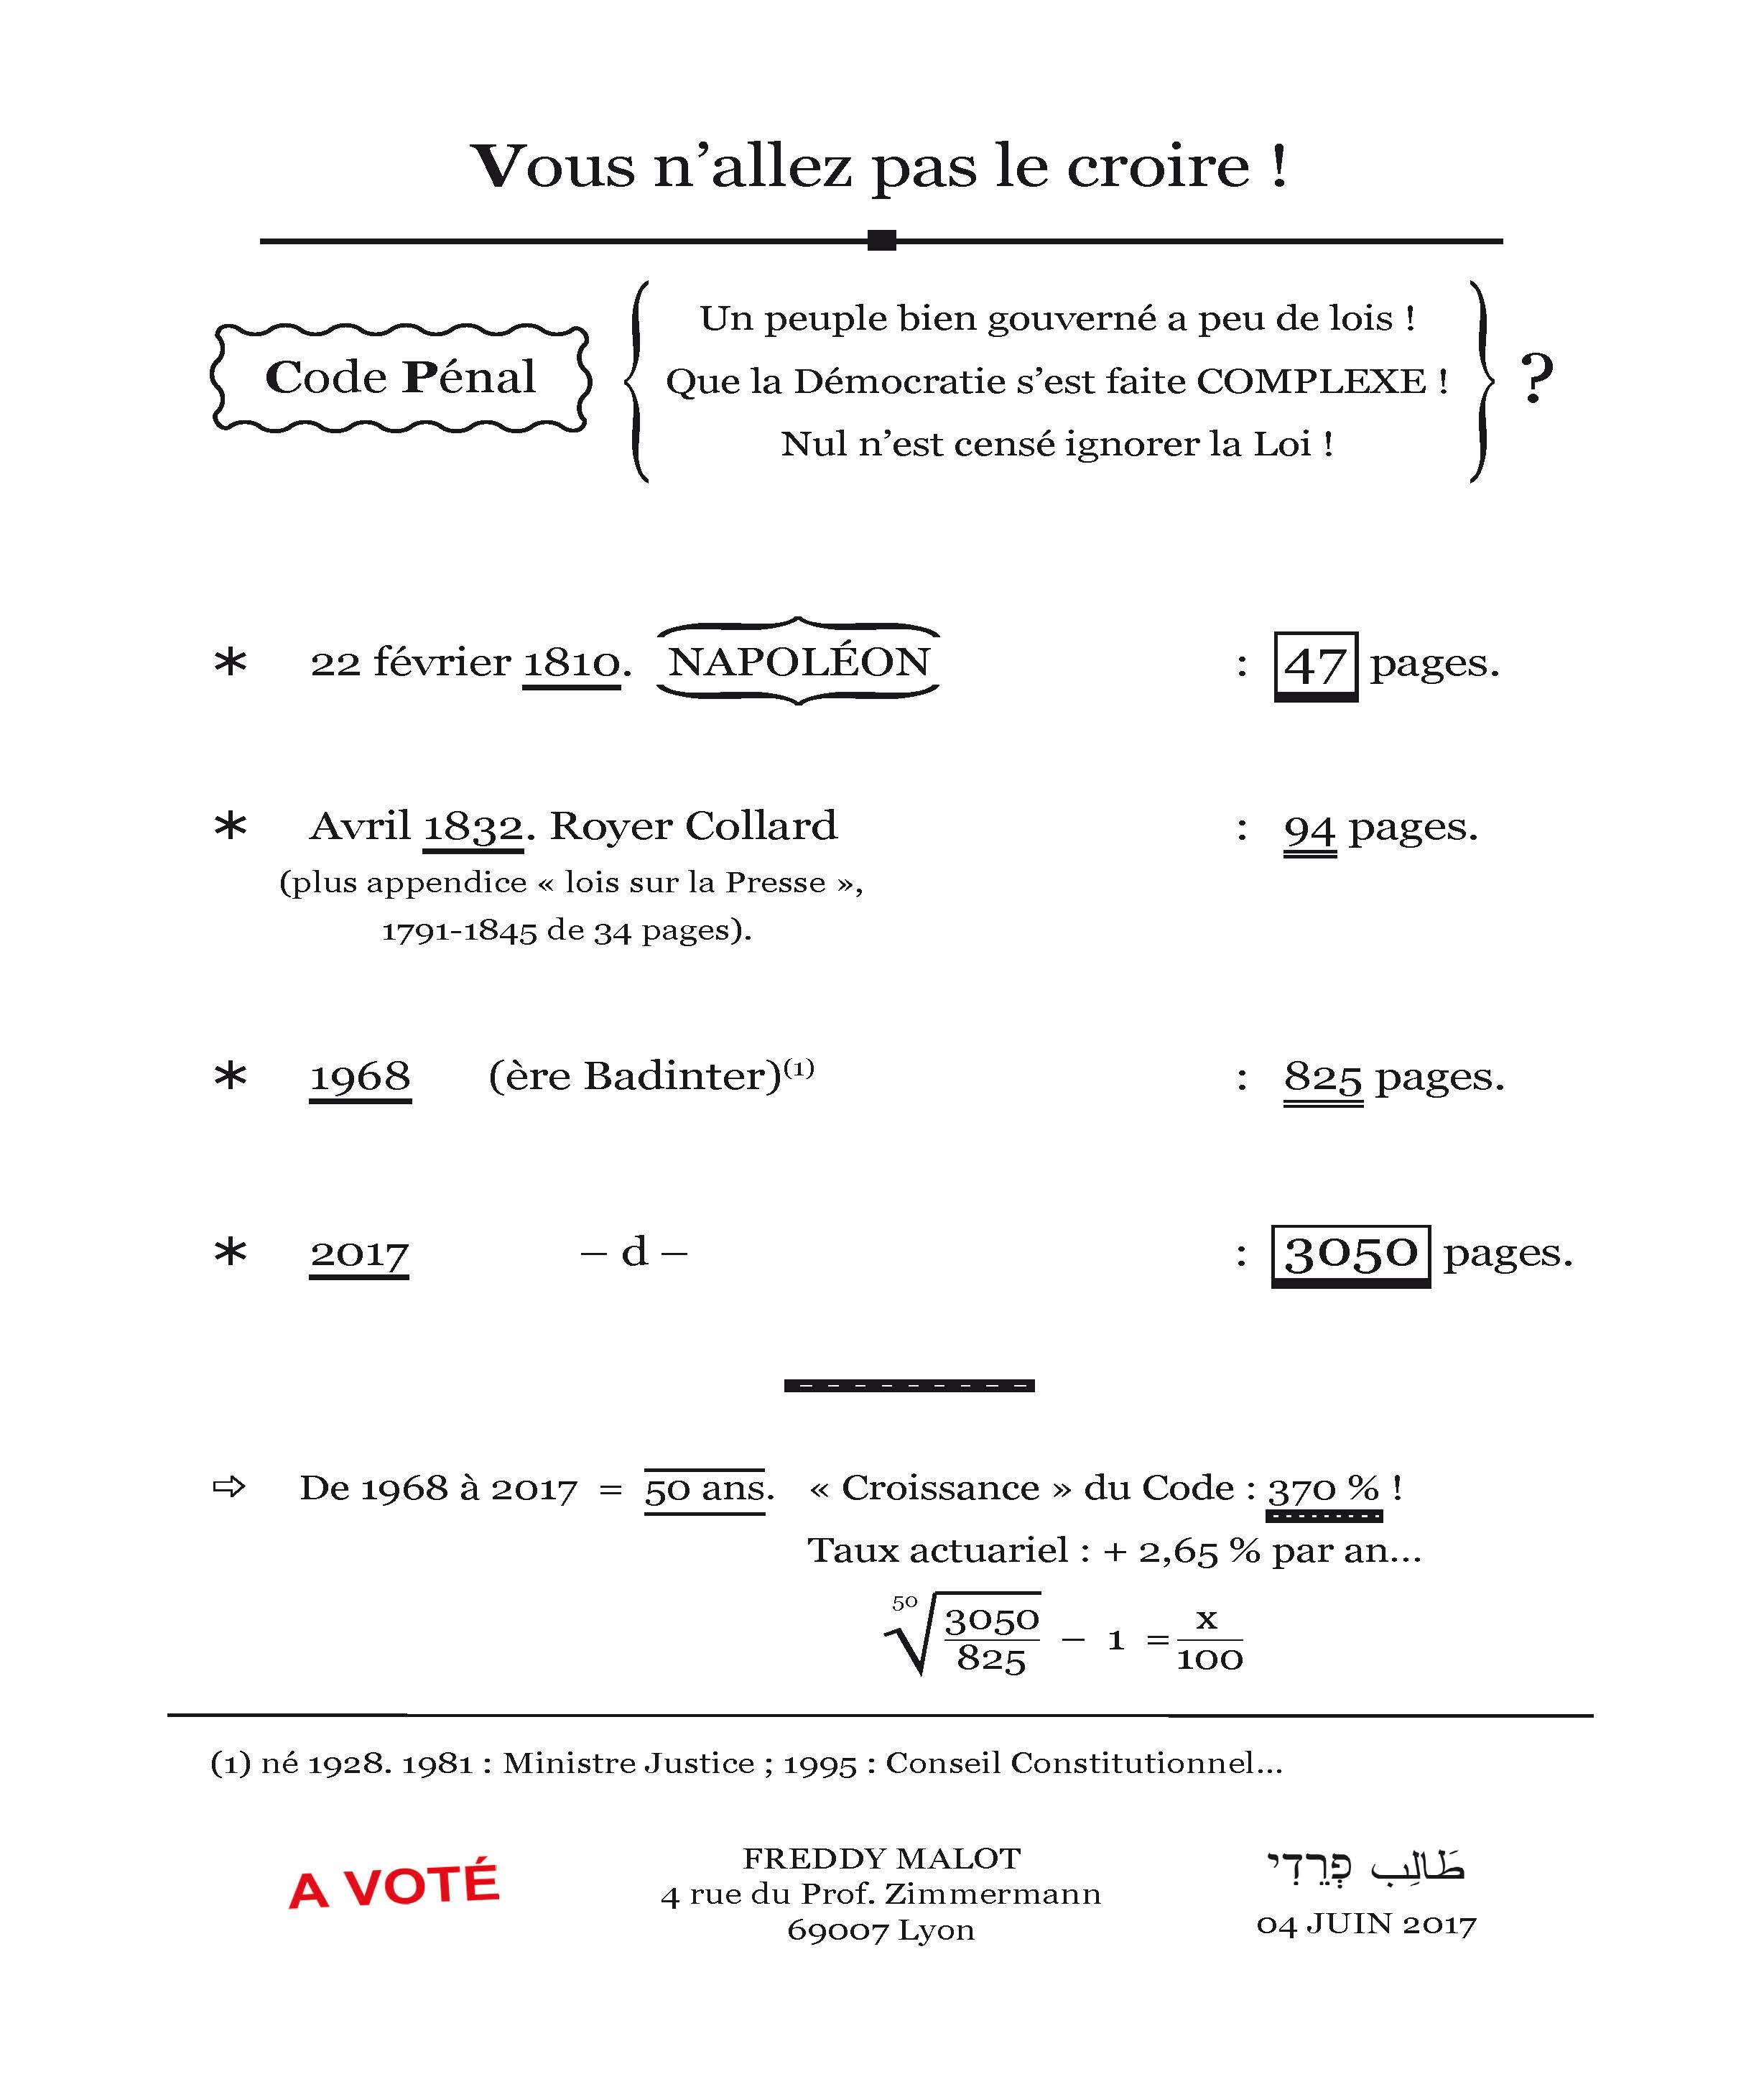 Vous n’allez pas le croire !
Code Pénal
Un peuple bien gouverné a peu de lois !
Que la Démocratie s’est faite COMPLEXE !
Nul n’est censé ignorer la Loi !
?
* 22 février 1810. NAPOLÉON : 47 pages.
* Avril 1832. Royer Collard : 94 pages.
(plus appendice « lois sur la Presse »,
1791-1845 de 34 pages).
* 1968 (ère Badinter)(1) : 825 pages.
* 2017 – d – : 3050 pages.
⇨ De 1968 à 2017 = 50 ans. « Croissance » du Code : 370 % !
Taux actuariel : + 2,65 % par an...
⁵⁰√(3050/825) – 1 = x/100
(1) né 1928. 1981 : Ministre Justice ; 1995 : Conseil Constitutionnel...
A VOTÉ
FREDDY MALOT
4 rue du Prof. Zimmermann
69007 Lyon
طَالِب פְרֵדִי
04 JUIN 2017